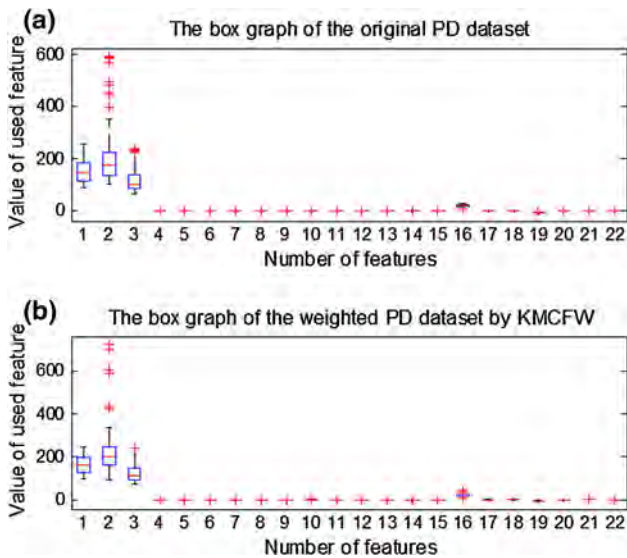 (a)
The box graph of the original PD dataset
Value of used feature
600
400
200
0
1 2 3 4 5 6 7 8 9 10 11 12 13 14 15 16 17 18 19 20 21 22
Number of features
(b)
The box graph of the weighted PD dataset by KMCFW
Value of used feature
600
400
200
0
1 2 3 4 5 6 7 8 9 10 11 12 13 14 15 16 17 18 19 20 21 22
Number of features